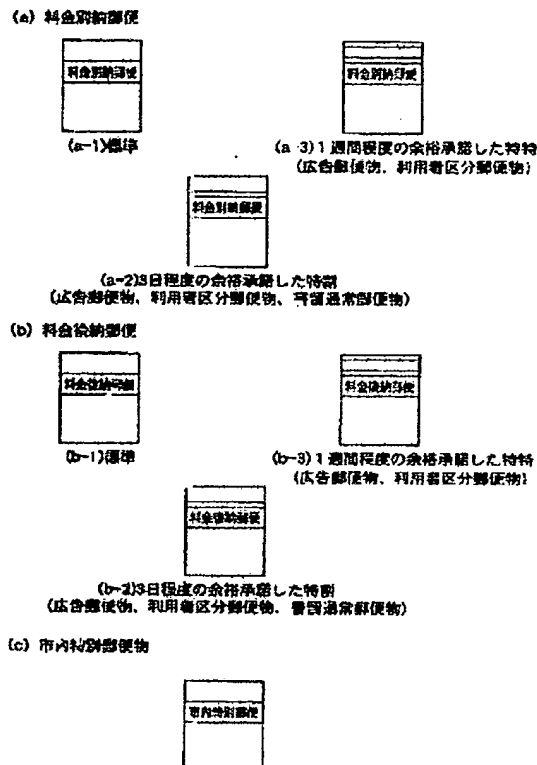 (a) 料金別納郵便
料金別納郵便
料金別納郵便
(a-1)標準
(a-3)1週間程度の余裕承諾した特特
(広告郵便物、利用者区分郵便物)
料金別納郵便
(a-2)3日程度の余裕承諾した特割
(広告郵便物、利用者区分郵便物、書留通常郵便物)
(b) 料金後納郵便
料金後納郵便
料金後納郵便
(b-1)標準
(b-3)1週間程度の余裕承諾した特特
(広告郵便物、利用者区分郵便物)
料金後納郵便
(b-2)3日程度の余裕承諾した特割
(広告郵便物、利用者区分郵便物、書留通常郵便物)
(c) 市内特別郵便物
市内特別郵便